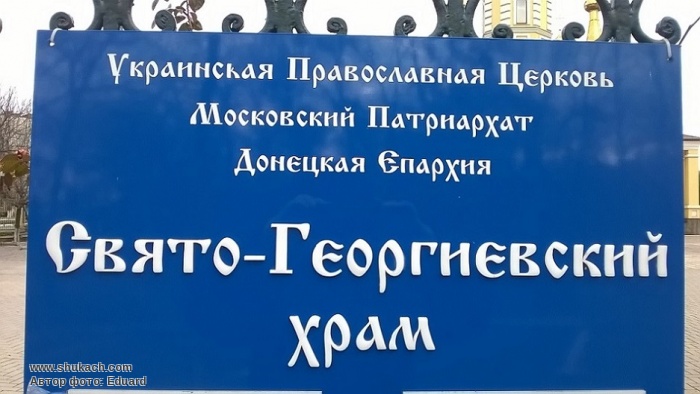 Украинская Православная Церковь
Московский Патриархат
Донецкая Епархия
Свято-Георгиевский
храм
www.shukach.com
Автор фото: Eduard